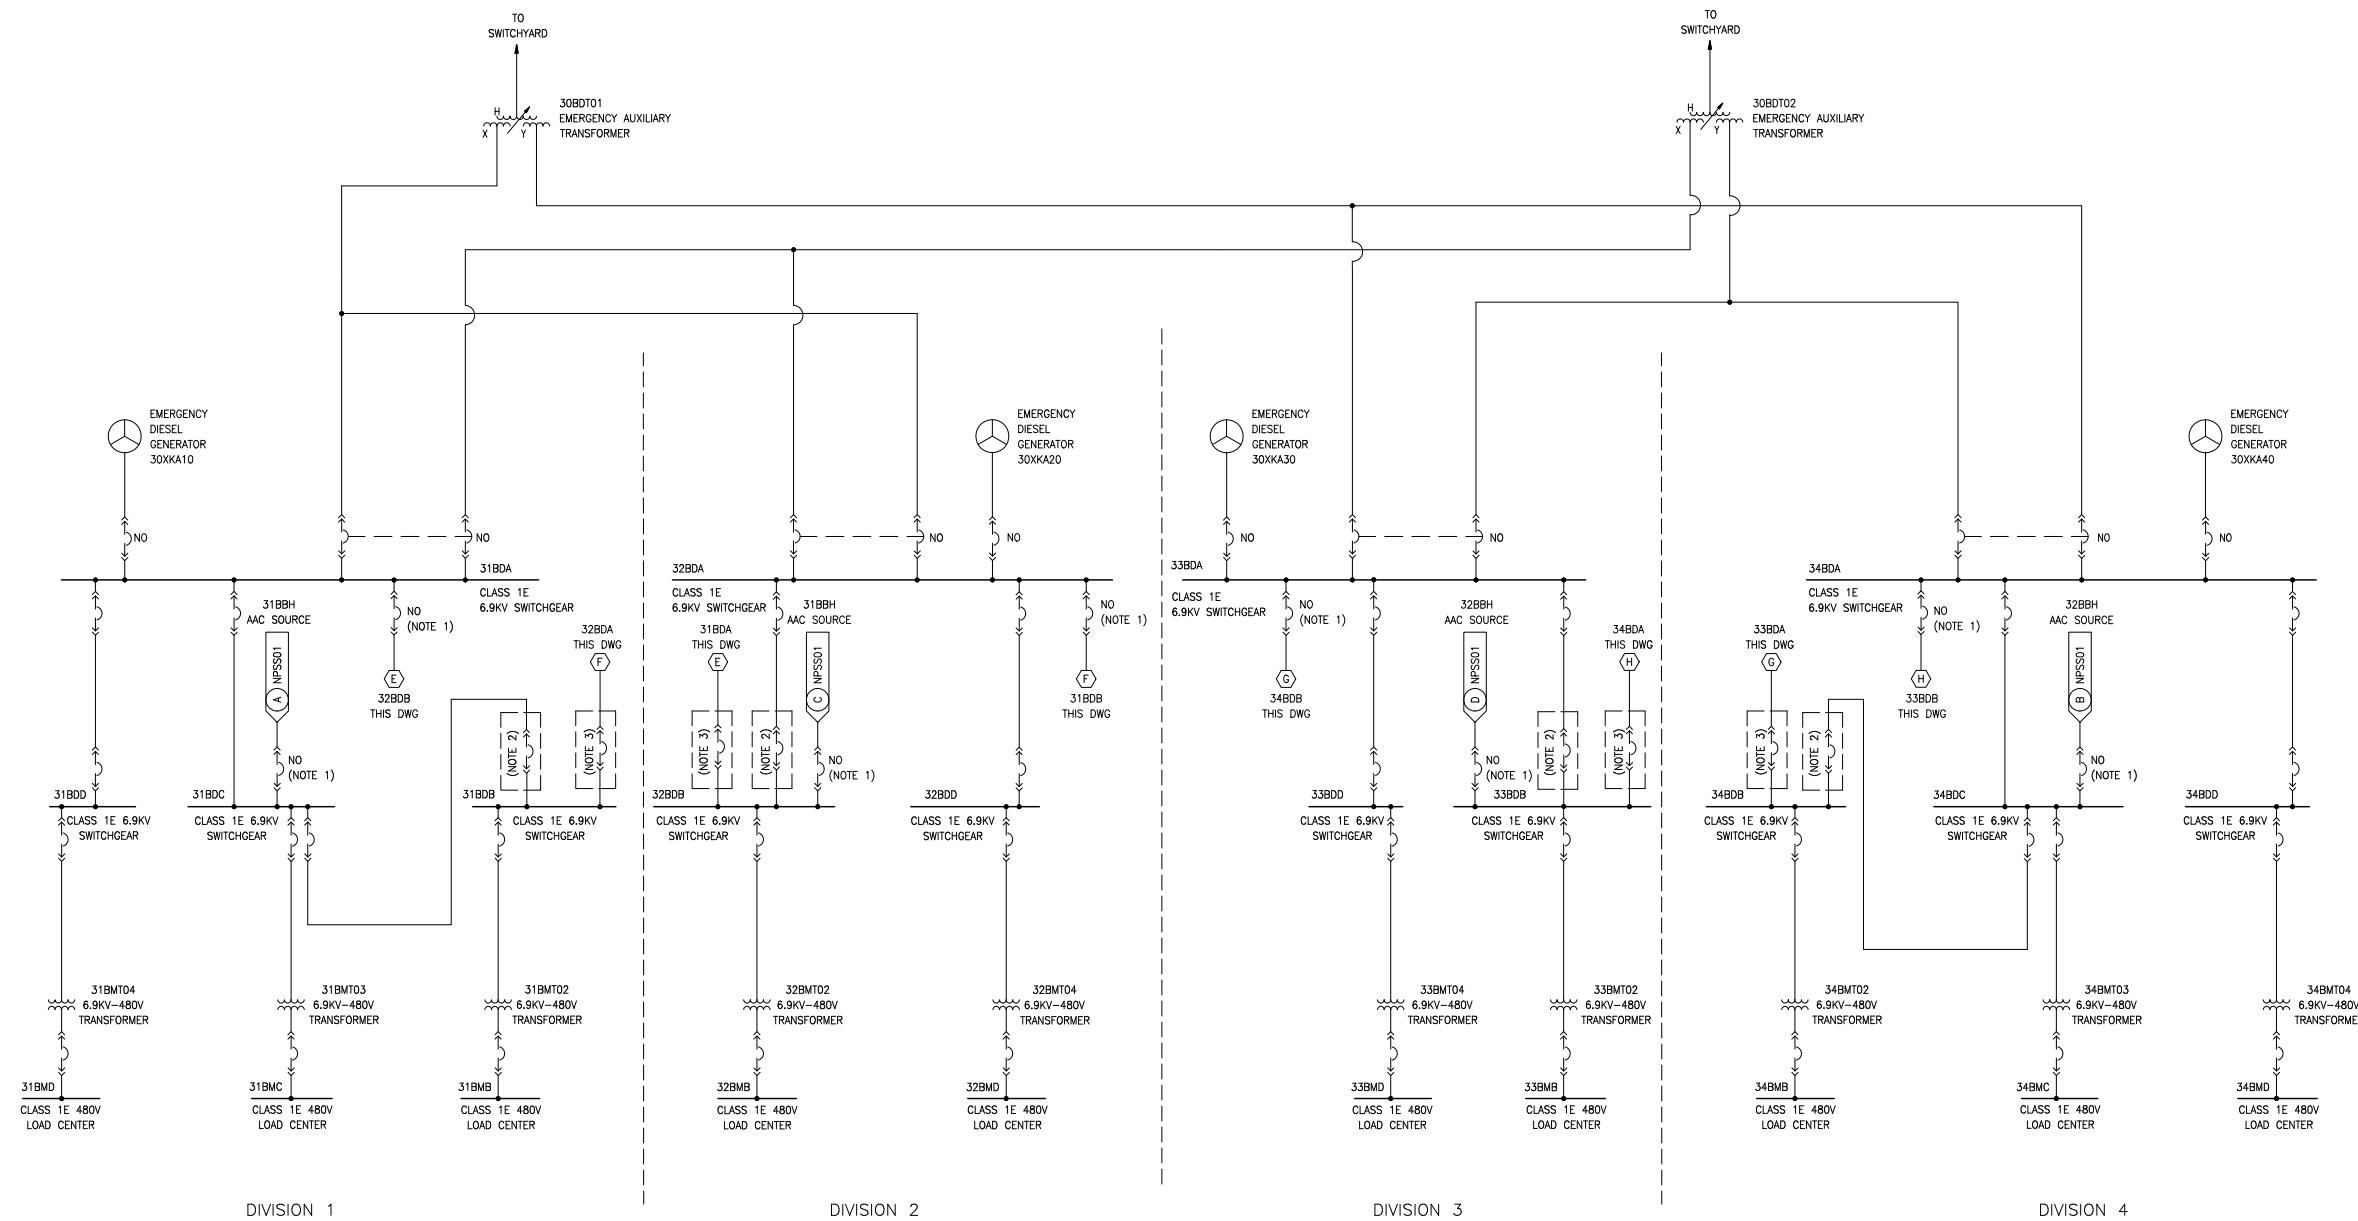 TO
SWITCHYARD
TO
SWITCHYARD
H
X
Y
30BDT01
EMERGENCY AUXILIARY
TRANSFORMER
H
X
Y
30BDT02
EMERGENCY AUXILIARY
TRANSFORMER
EMERGENCY
DIESEL
GENERATOR
30XKA10
EMERGENCY
DIESEL
GENERATOR
30XKA20
EMERGENCY
DIESEL
GENERATOR
30XKA30
EMERGENCY
DIESEL
GENERATOR
30XKA40
NO
NO
NO
NO
NO
NO
NO
NO
31BDA
CLASS 1E
6.9KV SWITCHGEAR
32BDA
CLASS 1E
6.9KV SWITCHGEAR
33BDA
CLASS 1E
6.9KV SWITCHGEAR
34BDA
CLASS 1E
6.9KV SWITCHGEAR
31BBH
AAC SOURCE
NPSS01
A
NO
(NOTE 1)
NO
(NOTE 1)
E
32BDB
THIS DWG
32BDA
THIS DWG
F
(NOTE 2)
(NOTE 3)
31BDA
THIS DWG
E
(NOTE 3)
(NOTE 2)
31BBH
AAC SOURCE
NPSS01
C
NO
(NOTE 1)
NO
(NOTE 1)
F
31BDB
THIS DWG
NO
(NOTE 1)
G
34BDB
THIS DWG
32BBH
AAC SOURCE
NPSS01
D
NO
(NOTE 1)
(NOTE 2)
34BDA
THIS DWG
H
(NOTE 3)
33BDA
THIS DWG
G
(NOTE 3)
(NOTE 2)
NO
(NOTE 1)
H
33BDB
THIS DWG
32BBH
AAC SOURCE
NPSS01
B
NO
(NOTE 1)
31BDD
CLASS 1E 6.9KV
SWITCHGEAR
31BDC
CLASS 1E 6.9KV
SWITCHGEAR
31BDB
CLASS 1E 6.9KV
SWITCHGEAR
32BDB
CLASS 1E 6.9KV
SWITCHGEAR
32BDD
CLASS 1E 6.9KV
SWITCHGEAR
33BDD
CLASS 1E 6.9KV
SWITCHGEAR
33BDB
CLASS 1E 6.9KV
SWITCHGEAR
34BDB
CLASS 1E 6.9KV
SWITCHGEAR
34BDC
CLASS 1E 6.9KV
SWITCHGEAR
34BDD
CLASS 1E 6.9KV
SWITCHGEAR
31BMT04
6.9KV-480V
TRANSFORMER
31BMT03
6.9KV-480V
TRANSFORMER
31BMT02
6.9KV-480V
TRANSFORMER
32BMT02
6.9KV-480V
TRANSFORMER
32BMT04
6.9KV-480V
TRANSFORMER
33BMT04
6.9KV-480V
TRANSFORMER
33BMT02
6.9KV-480V
TRANSFORMER
34BMT02
6.9KV-480V
TRANSFORMER
34BMT03
6.9KV-480V
TRANSFORMER
34BMT04
6.9KV-480V
TRANSFORME
31BMD
CLASS 1E 480V
LOAD CENTER
31BMC
CLASS 1E 480V
LOAD CENTER
31BMB
CLASS 1E 480V
LOAD CENTER
32BMB
CLASS 1E 480V
LOAD CENTER
32BMD
CLASS 1E 480V
LOAD CENTER
33BMD
CLASS 1E 480V
LOAD CENTER
33BMB
CLASS 1E 480V
LOAD CENTER
34BMB
CLASS 1E 480V
LOAD CENTER
34BMC
CLASS 1E 480V
LOAD CENTER
34BMD
CLASS 1E 480V
LOAD CENTER
DIVISION 1
DIVISION 2
DIVISION 3
DIVISION 4